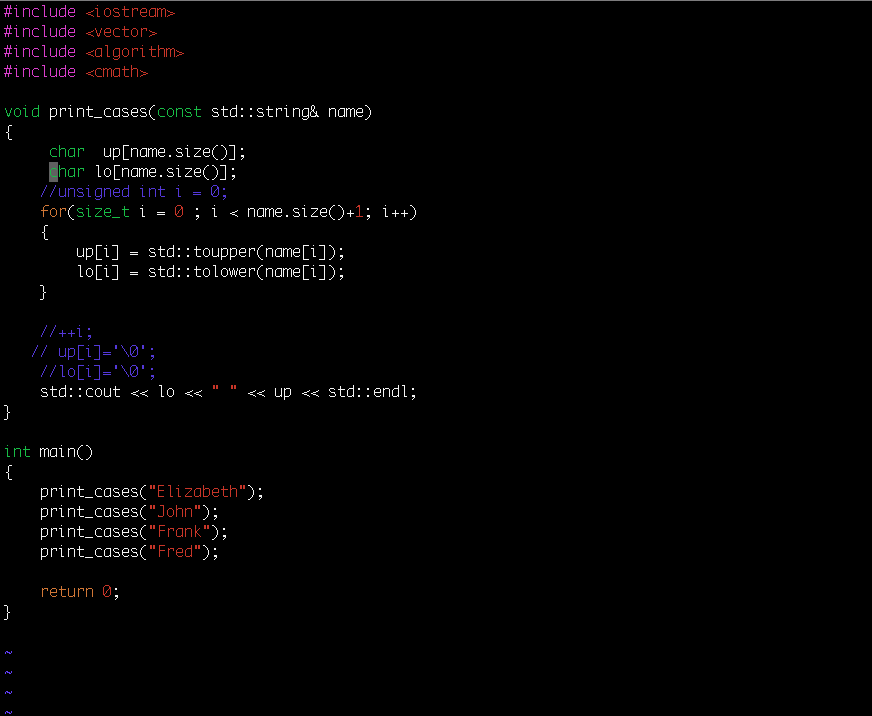 #include <iostream>
#include <vector>
#include <algorithm>
#include <cmath>

void print_cases(const std::string& name)
{
     char  up[name.size()];
     char lo[name.size()];
    //unsigned int i = 0;
    for(size_t i = 0 ; i < name.size()+1; i++)
    {
        up[i] = std::toupper(name[i]);
        lo[i] = std::tolower(name[i]);
    }

    //++i;
   // up[i]='\0';
    //lo[i]='\0';
    std::cout << lo << " " << up << std::endl;
}

int main()
{
    print_cases("Elizabeth");
    print_cases("John");
    print_cases("Frank");
    print_cases("Fred");

    return 0;
}

~
~
~
~